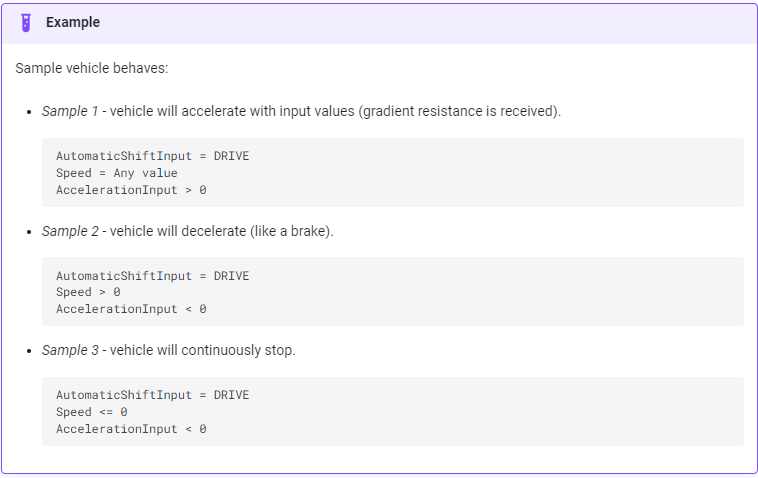 Example
Sample vehicle behaves:
• Sample 1 - vehicle will accelerate with input values (gradient resistance is received).
AutomaticShiftInput = DRIVE
Speed = Any value
AccelerationInput > 0
• Sample 2 - vehicle will decelerate (like a brake).
AutomaticShiftInput = DRIVE
Speed > 0
AccelerationInput < 0
• Sample 3 - vehicle will continuously stop.
AutomaticShiftInput = DRIVE
Speed <= 0
AccelerationInput < 0